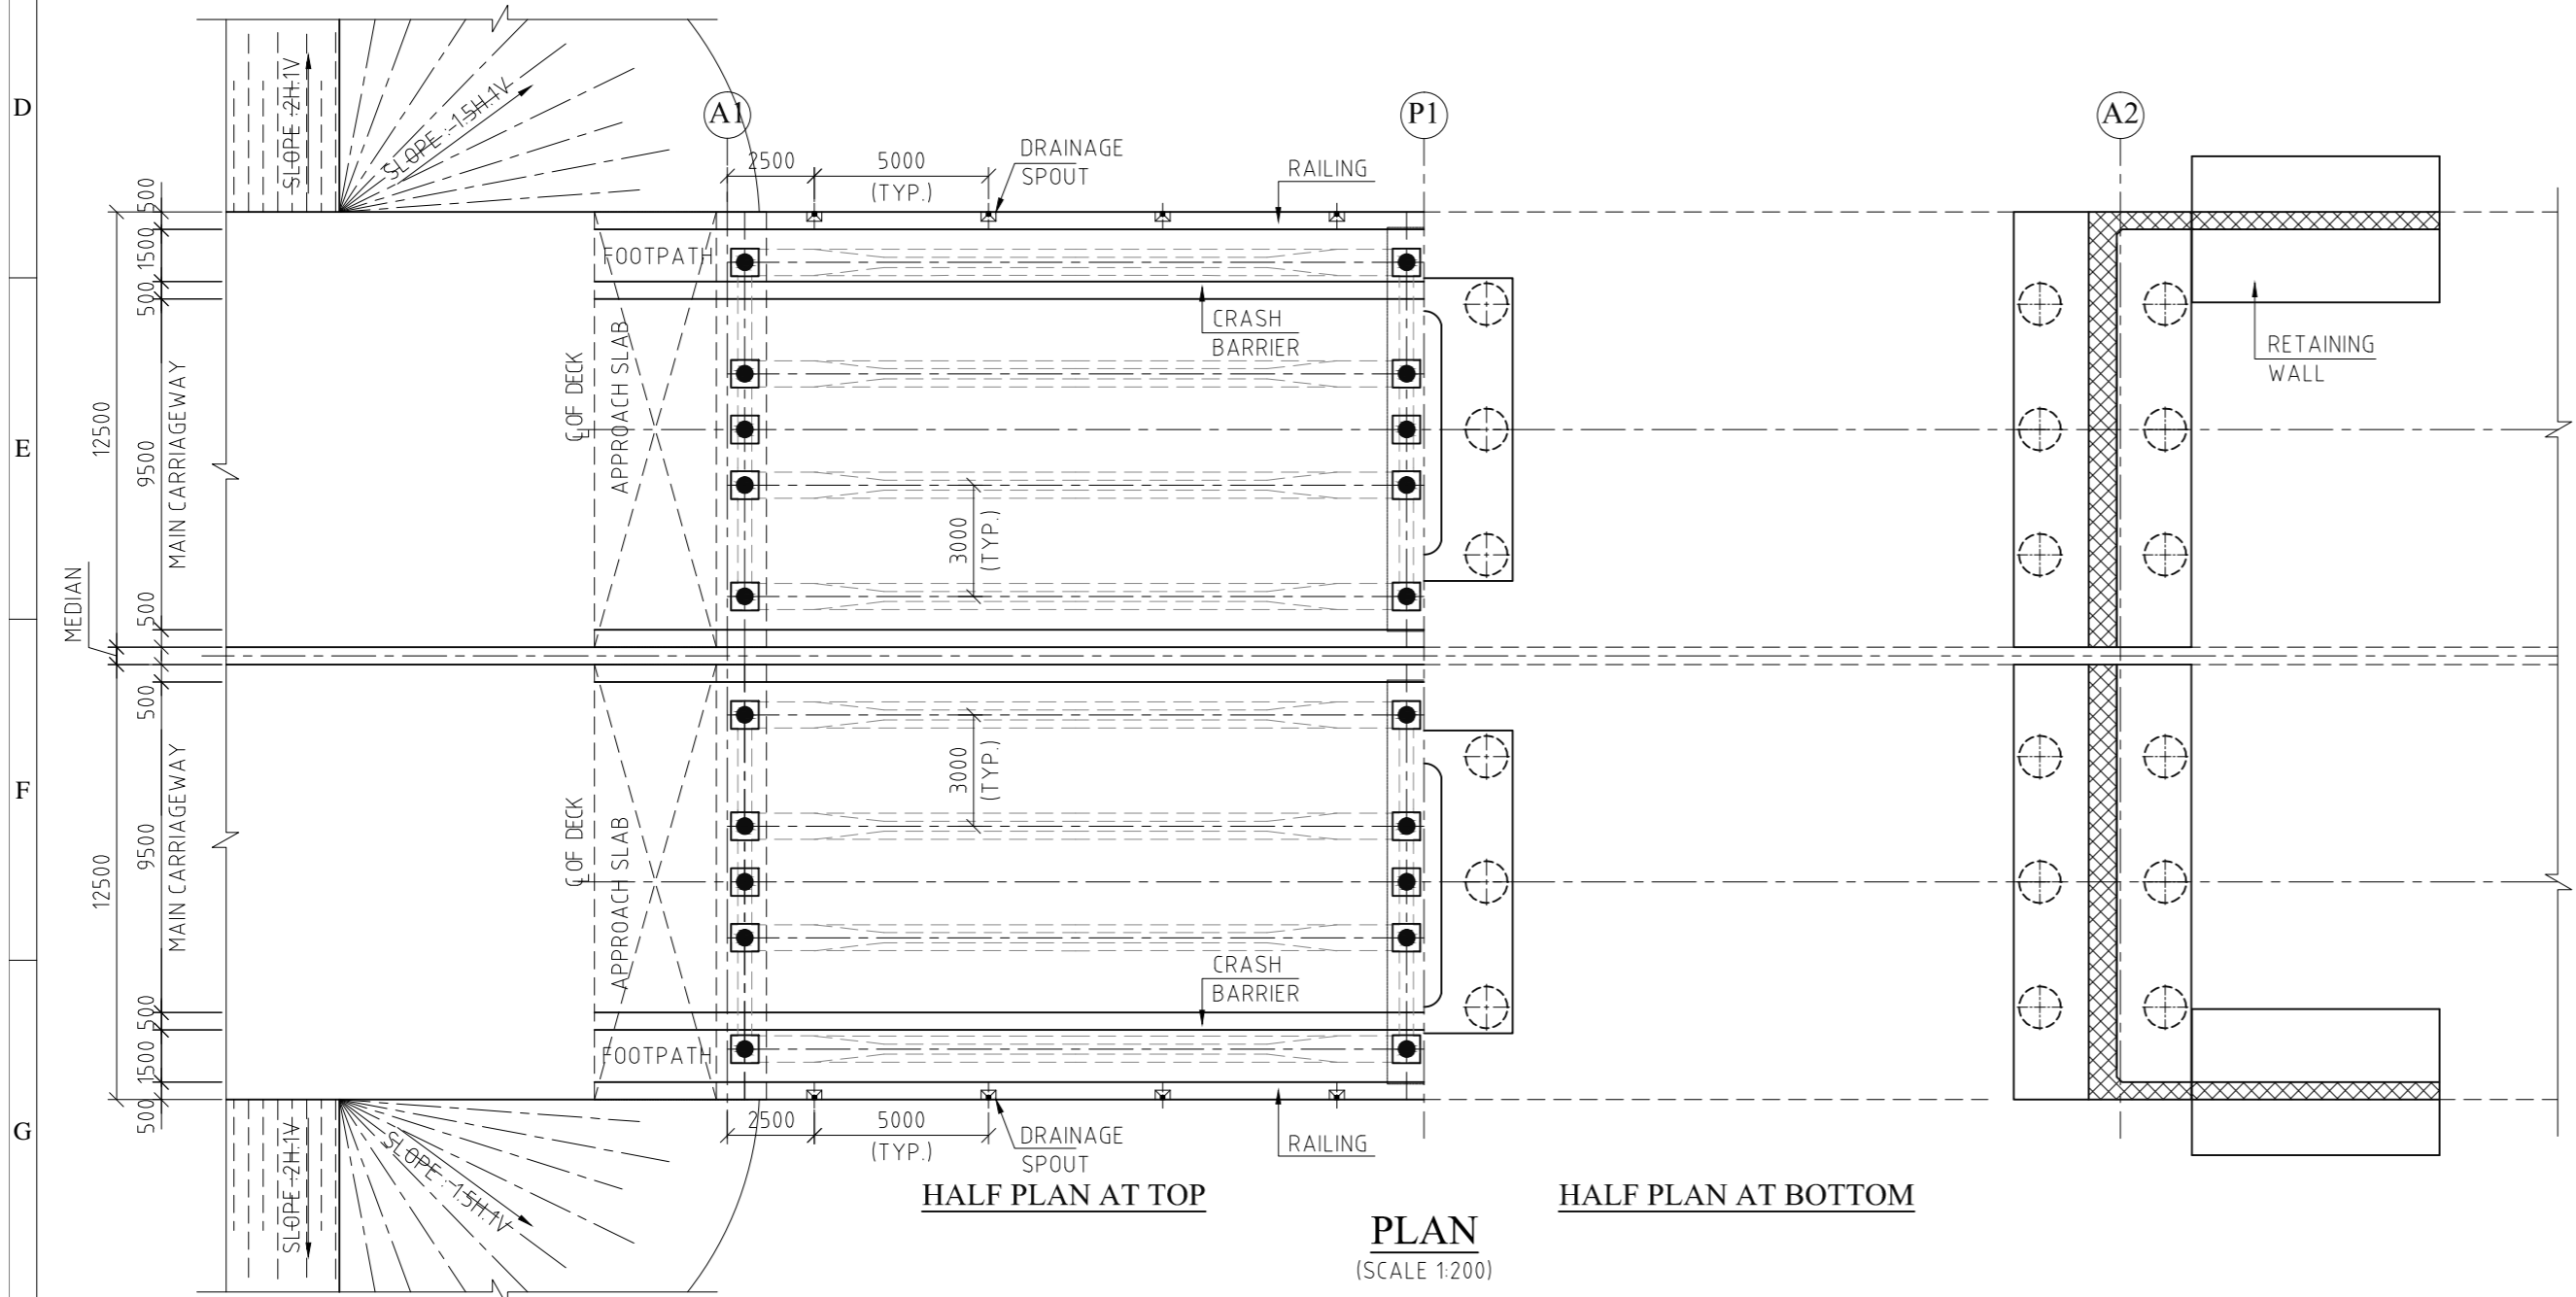 D
E
F
G
A1
P1
A2
SLOPE :2H:1V
SLOPE :-1.5H:1V
2500
5000
(TYP.)
DRAINAGE
SPOUT
RAILING
500
1500
500
12500
9500
MAIN CARRIAGEWAY
500
MEDIAN
FOOTPATH
℄ OF DECK
APPROACH SLAB
CRASH
BARRIER
3000
(TYP.)
RETAINING
WALL
500
12500
9500
MAIN CARRIAGEWAY
500
1500
500
℄ OF DECK
APPROACH SLAB
3000
(TYP.)
CRASH
BARRIER
FOOTPATH
2500
5000
(TYP.)
DRAINAGE
SPOUT
RAILING
SLOPE :2H:1V
SLOPE :-1.5H:1V
HALF PLAN AT TOP
HALF PLAN AT BOTTOM
PLAN
(SCALE 1:200)